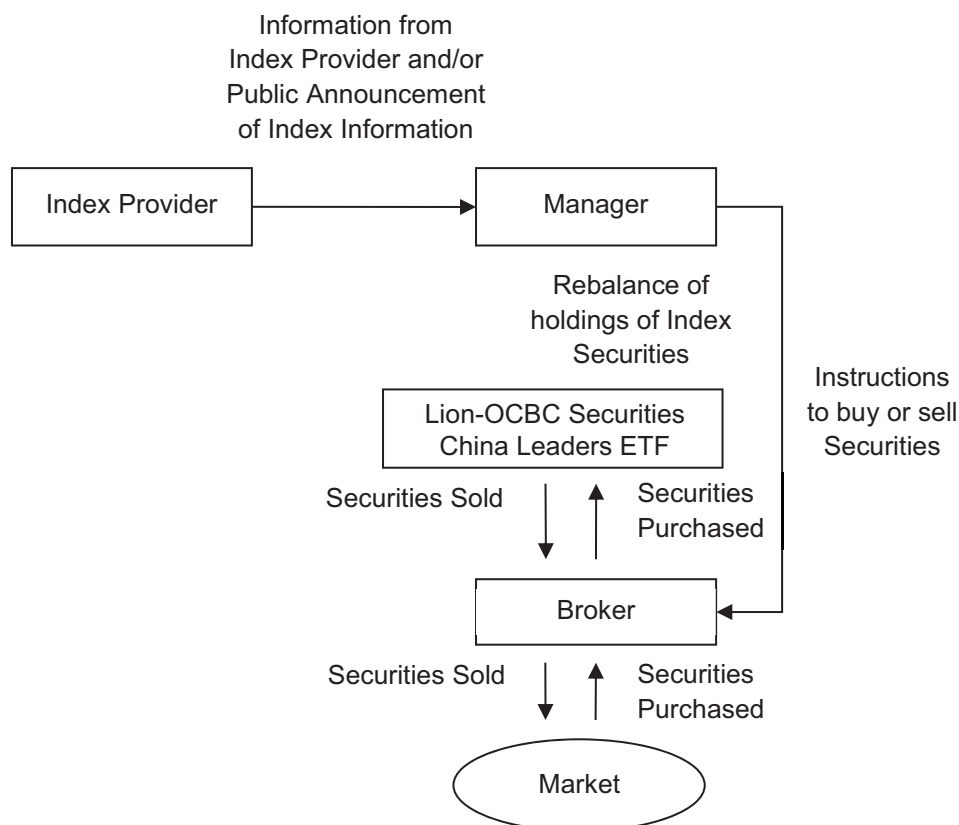 Information from
Index Provider and/or
Public Announcement
of Index Information
Index Provider
Manager
Rebalance of
holdings of Index
Securities
Instructions
to buy or sell
Securities
Lion-OCBC Securities
China Leaders ETF
Securities Sold
Securities
Purchased
Broker
Securities Sold
Securities
Purchased
Market